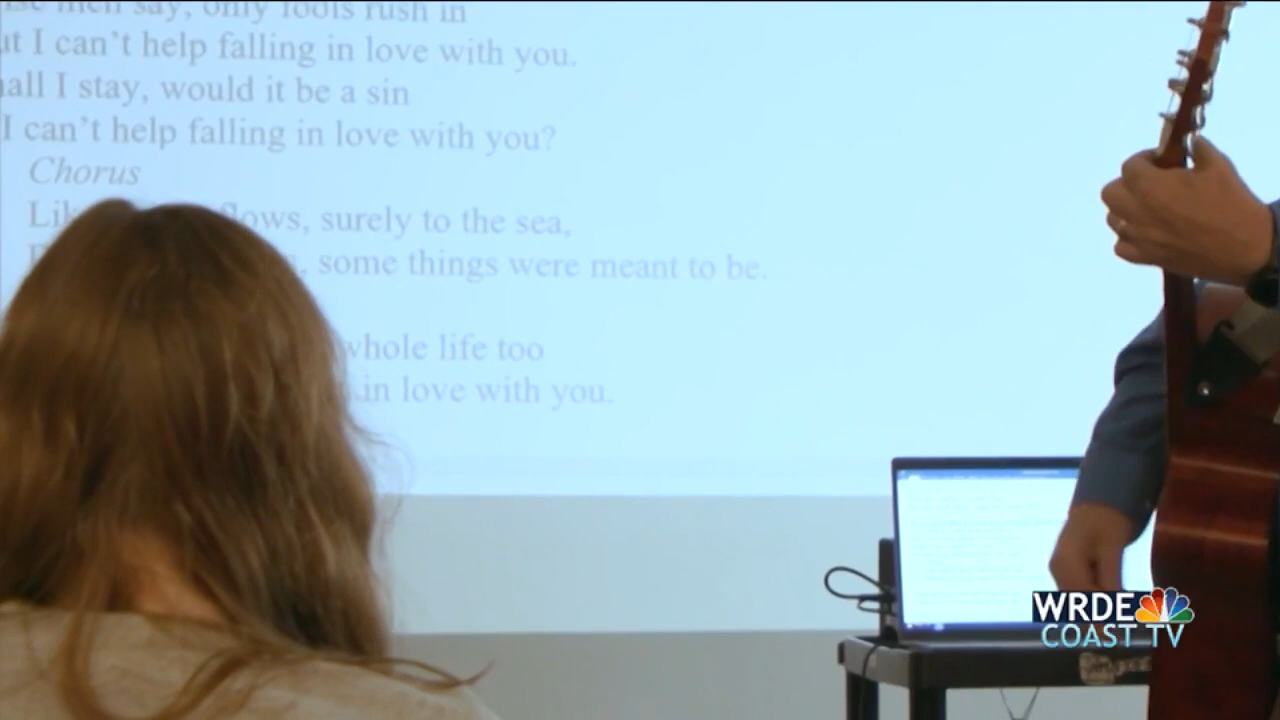 say, only fools rush in
I can't help falling in love with you.
I stay, would it be a sin
I can't help falling in love with you?
Chorus
flows, surely to the sea,
some things were meant to be.
whole life too
in love with you.
WRDE
COAST TV